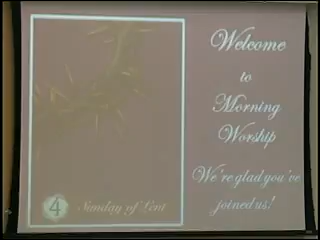 Welcome
to
Morning
Worship
We're glad you've
joined us!
4 Sunday of Lent